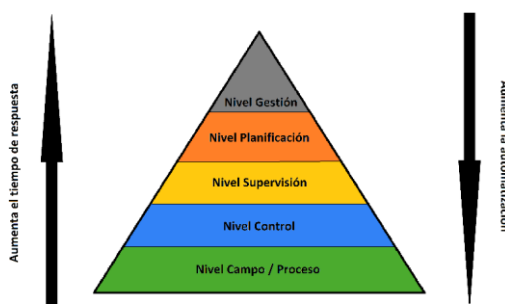 Aumenta el tiempo de respuesta
Nivel Gestión
Nivel Planificación
Nivel Supervisión
Nivel Control
Nivel Campo / Proceso
Aumenta la automatización